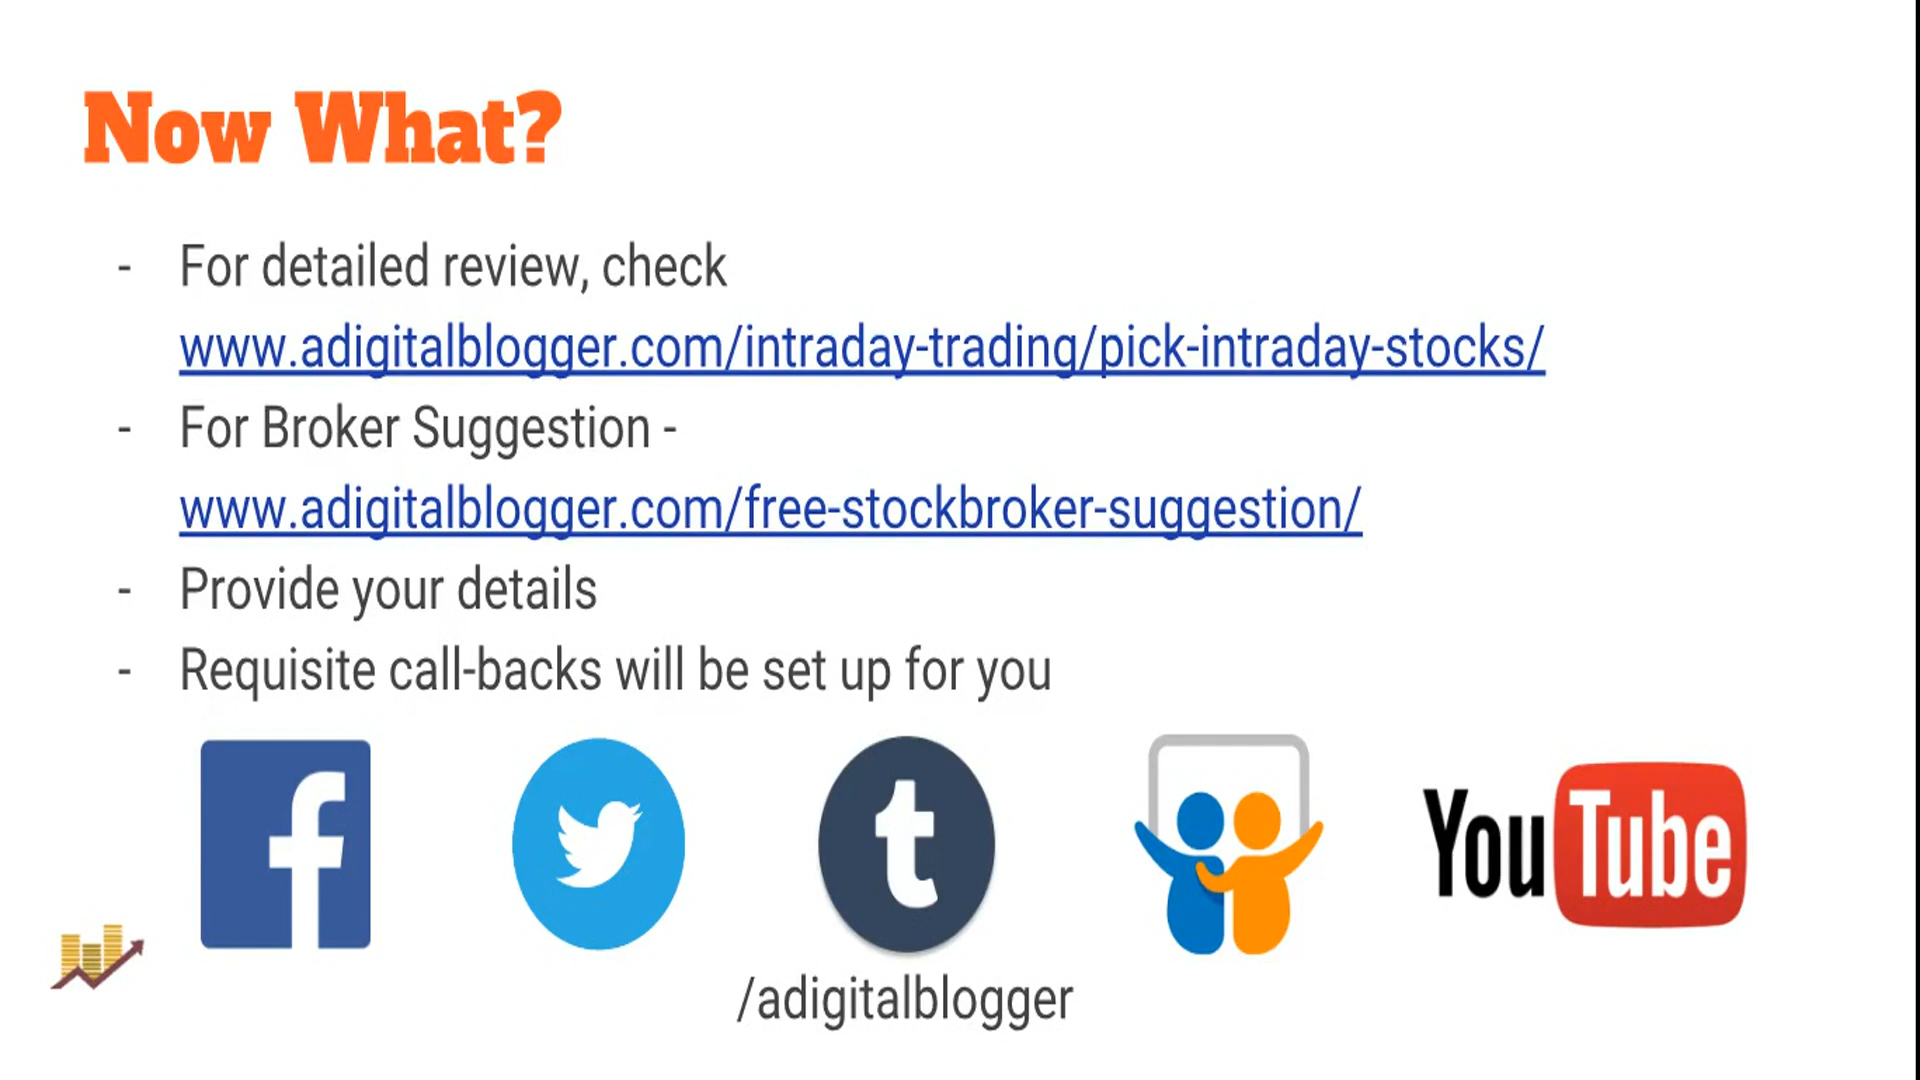 Now What?
- For detailed review, check
www.adigitalblogger.com/intraday-trading/pick-intraday-stocks/
- For Broker Suggestion -
www.adigitalblogger.com/free-stockbroker-suggestion/
- Provide your details
- Requisite call-backs will be set up for you
f t YouTube
/adigitalblogger